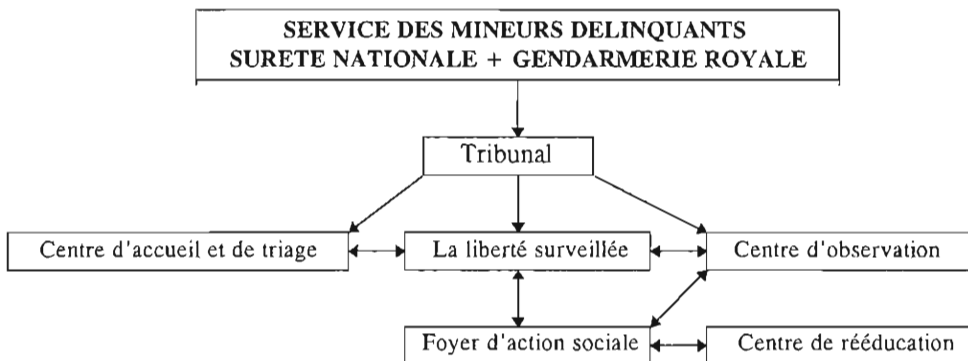 SERVICE DES MINEURS DELINQUANTS
SURETE NATIONALE + GENDARMERIE ROYALE
Tribunal
Centre d'accueil et de triage
La liberté surveillée
Centre d'observation
Foyer d'action sociale
Centre de rééducation